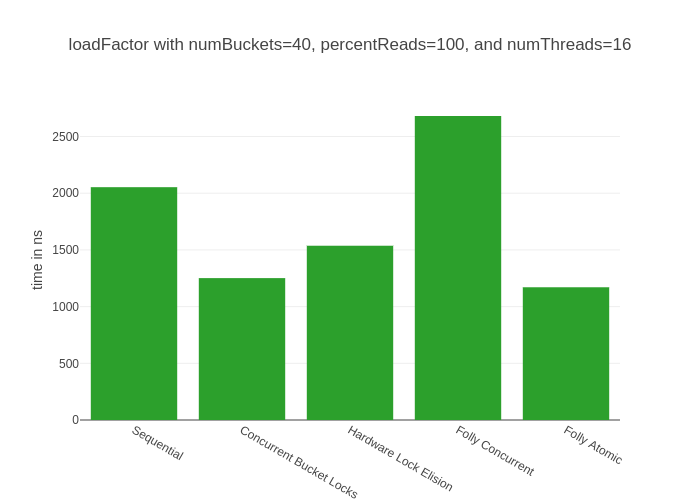 loadFactor with numBuckets=40, percentReads=100, and numThreads=16
time in ns
2500
2000
1500
1000
500
0
Sequential
Concurrent Bucket Locks
Hardware Lock Elision
Folly Concurrent
Folly Atomic